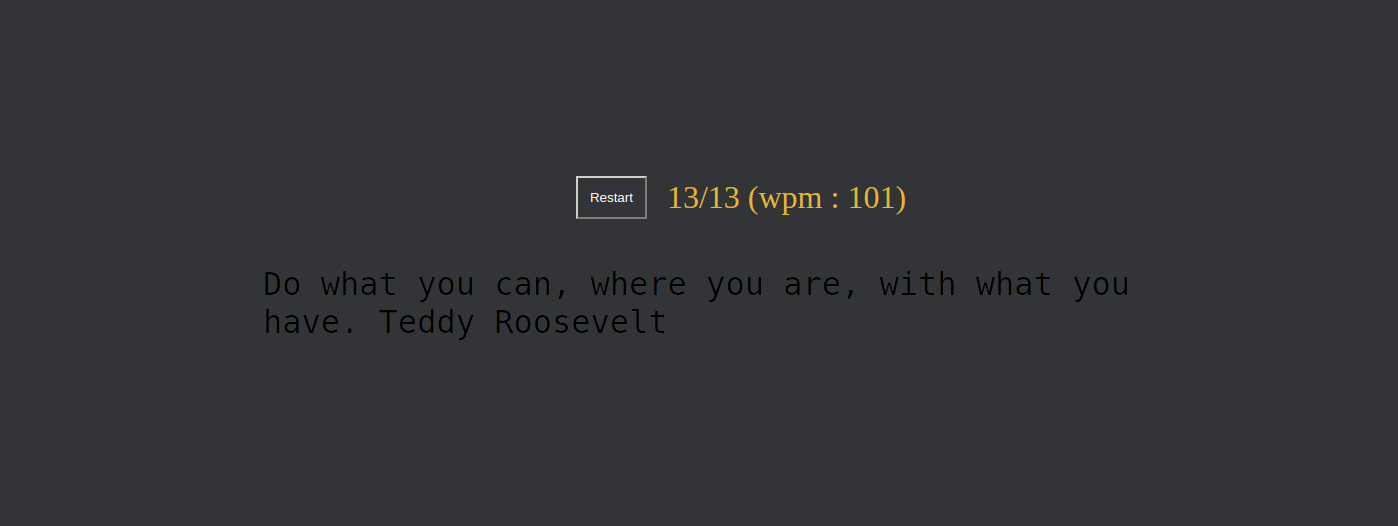 Restart 13/13 (wpm : 101)
Do what you can, where you are, with what you
have. Teddy Roosevelt